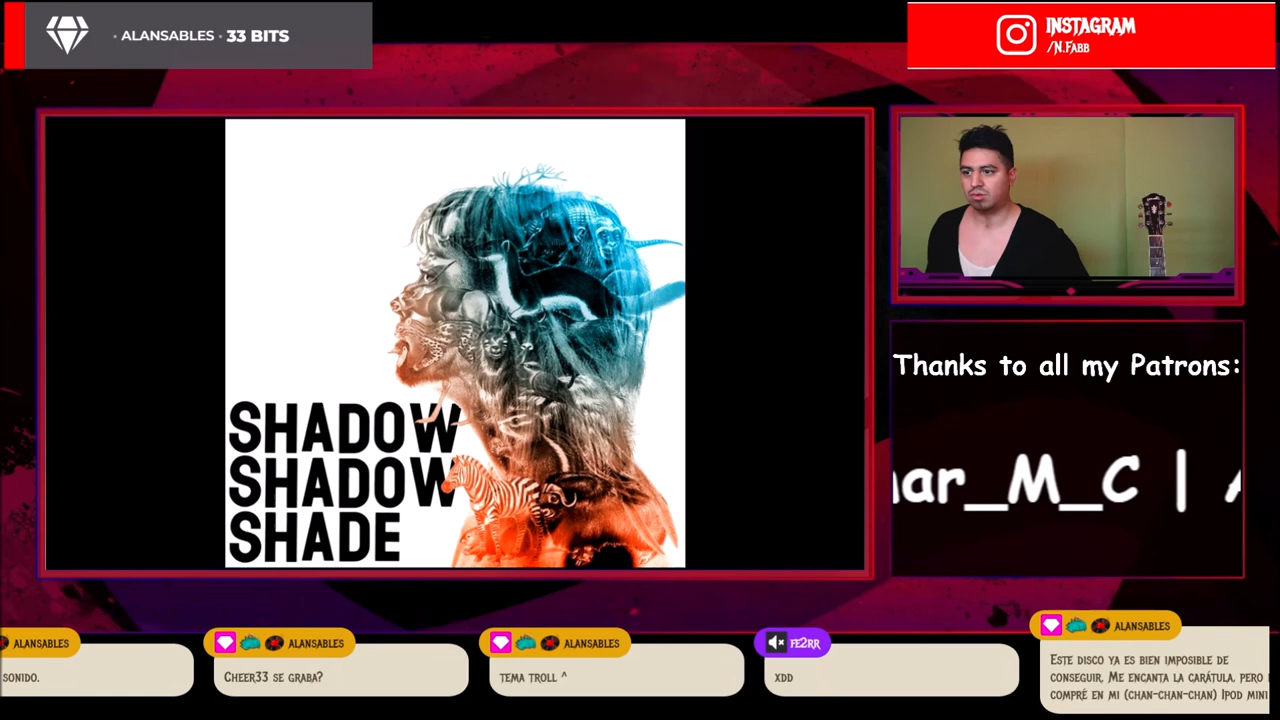 • ALANSABLES • 33 BITS
INSTAGRAM
/N.FABB
SHADOW
SHADOW
SHADE
Thanks to all my Patrons:
ar_M_C |
ALANSABLES
SONIDO.
ALANSABLES
CHEER33 SE GRABA?
ALANSABLES
TEMA TROLL ^
FE2RR
XDD
ALANSABLES
ESTE DISCO YA ES BIEN IMPOSIBLE DE
CONSEGUIR, ME ENCANTA LA CARÁTULA, PERO
COMPRÉ EN MI (CHAN-CHAN-CHAN) IPOD MINI